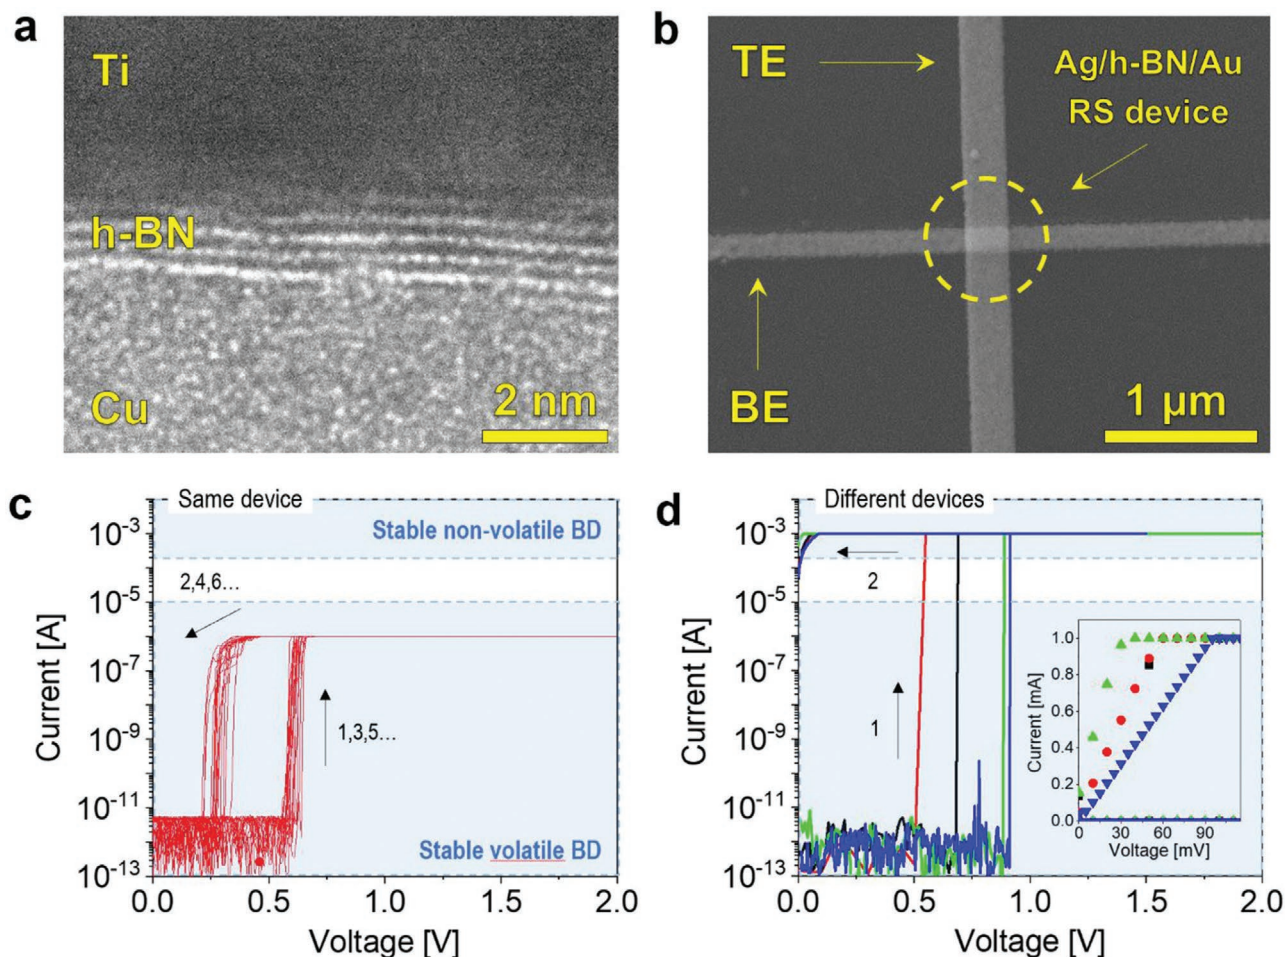 a
Ti
h-BN
Cu
2 nm
b
TE
Ag/h-BN/Au
RS device
BE
1 µm
c
Same device
Stable non-volatile BD
2,4,6...
1,3,5...
Stable volatile BD
Current [A]
10⁻³
10⁻⁵
10⁻⁷
10⁻⁹
10⁻¹¹
10⁻¹³
0.0 0.5 1.0 1.5 2.0
Voltage [V]
d
Different devices
2
1
Current [A]
10⁻³
10⁻⁵
10⁻⁷
10⁻⁹
10⁻¹¹
10⁻¹³
0.0 0.5 1.0 1.5 2.0
Voltage [V]
Current [mA]
1.0
0.8
0.6
0.4
0.2
0.0
0 30 60 90
Voltage [mV]